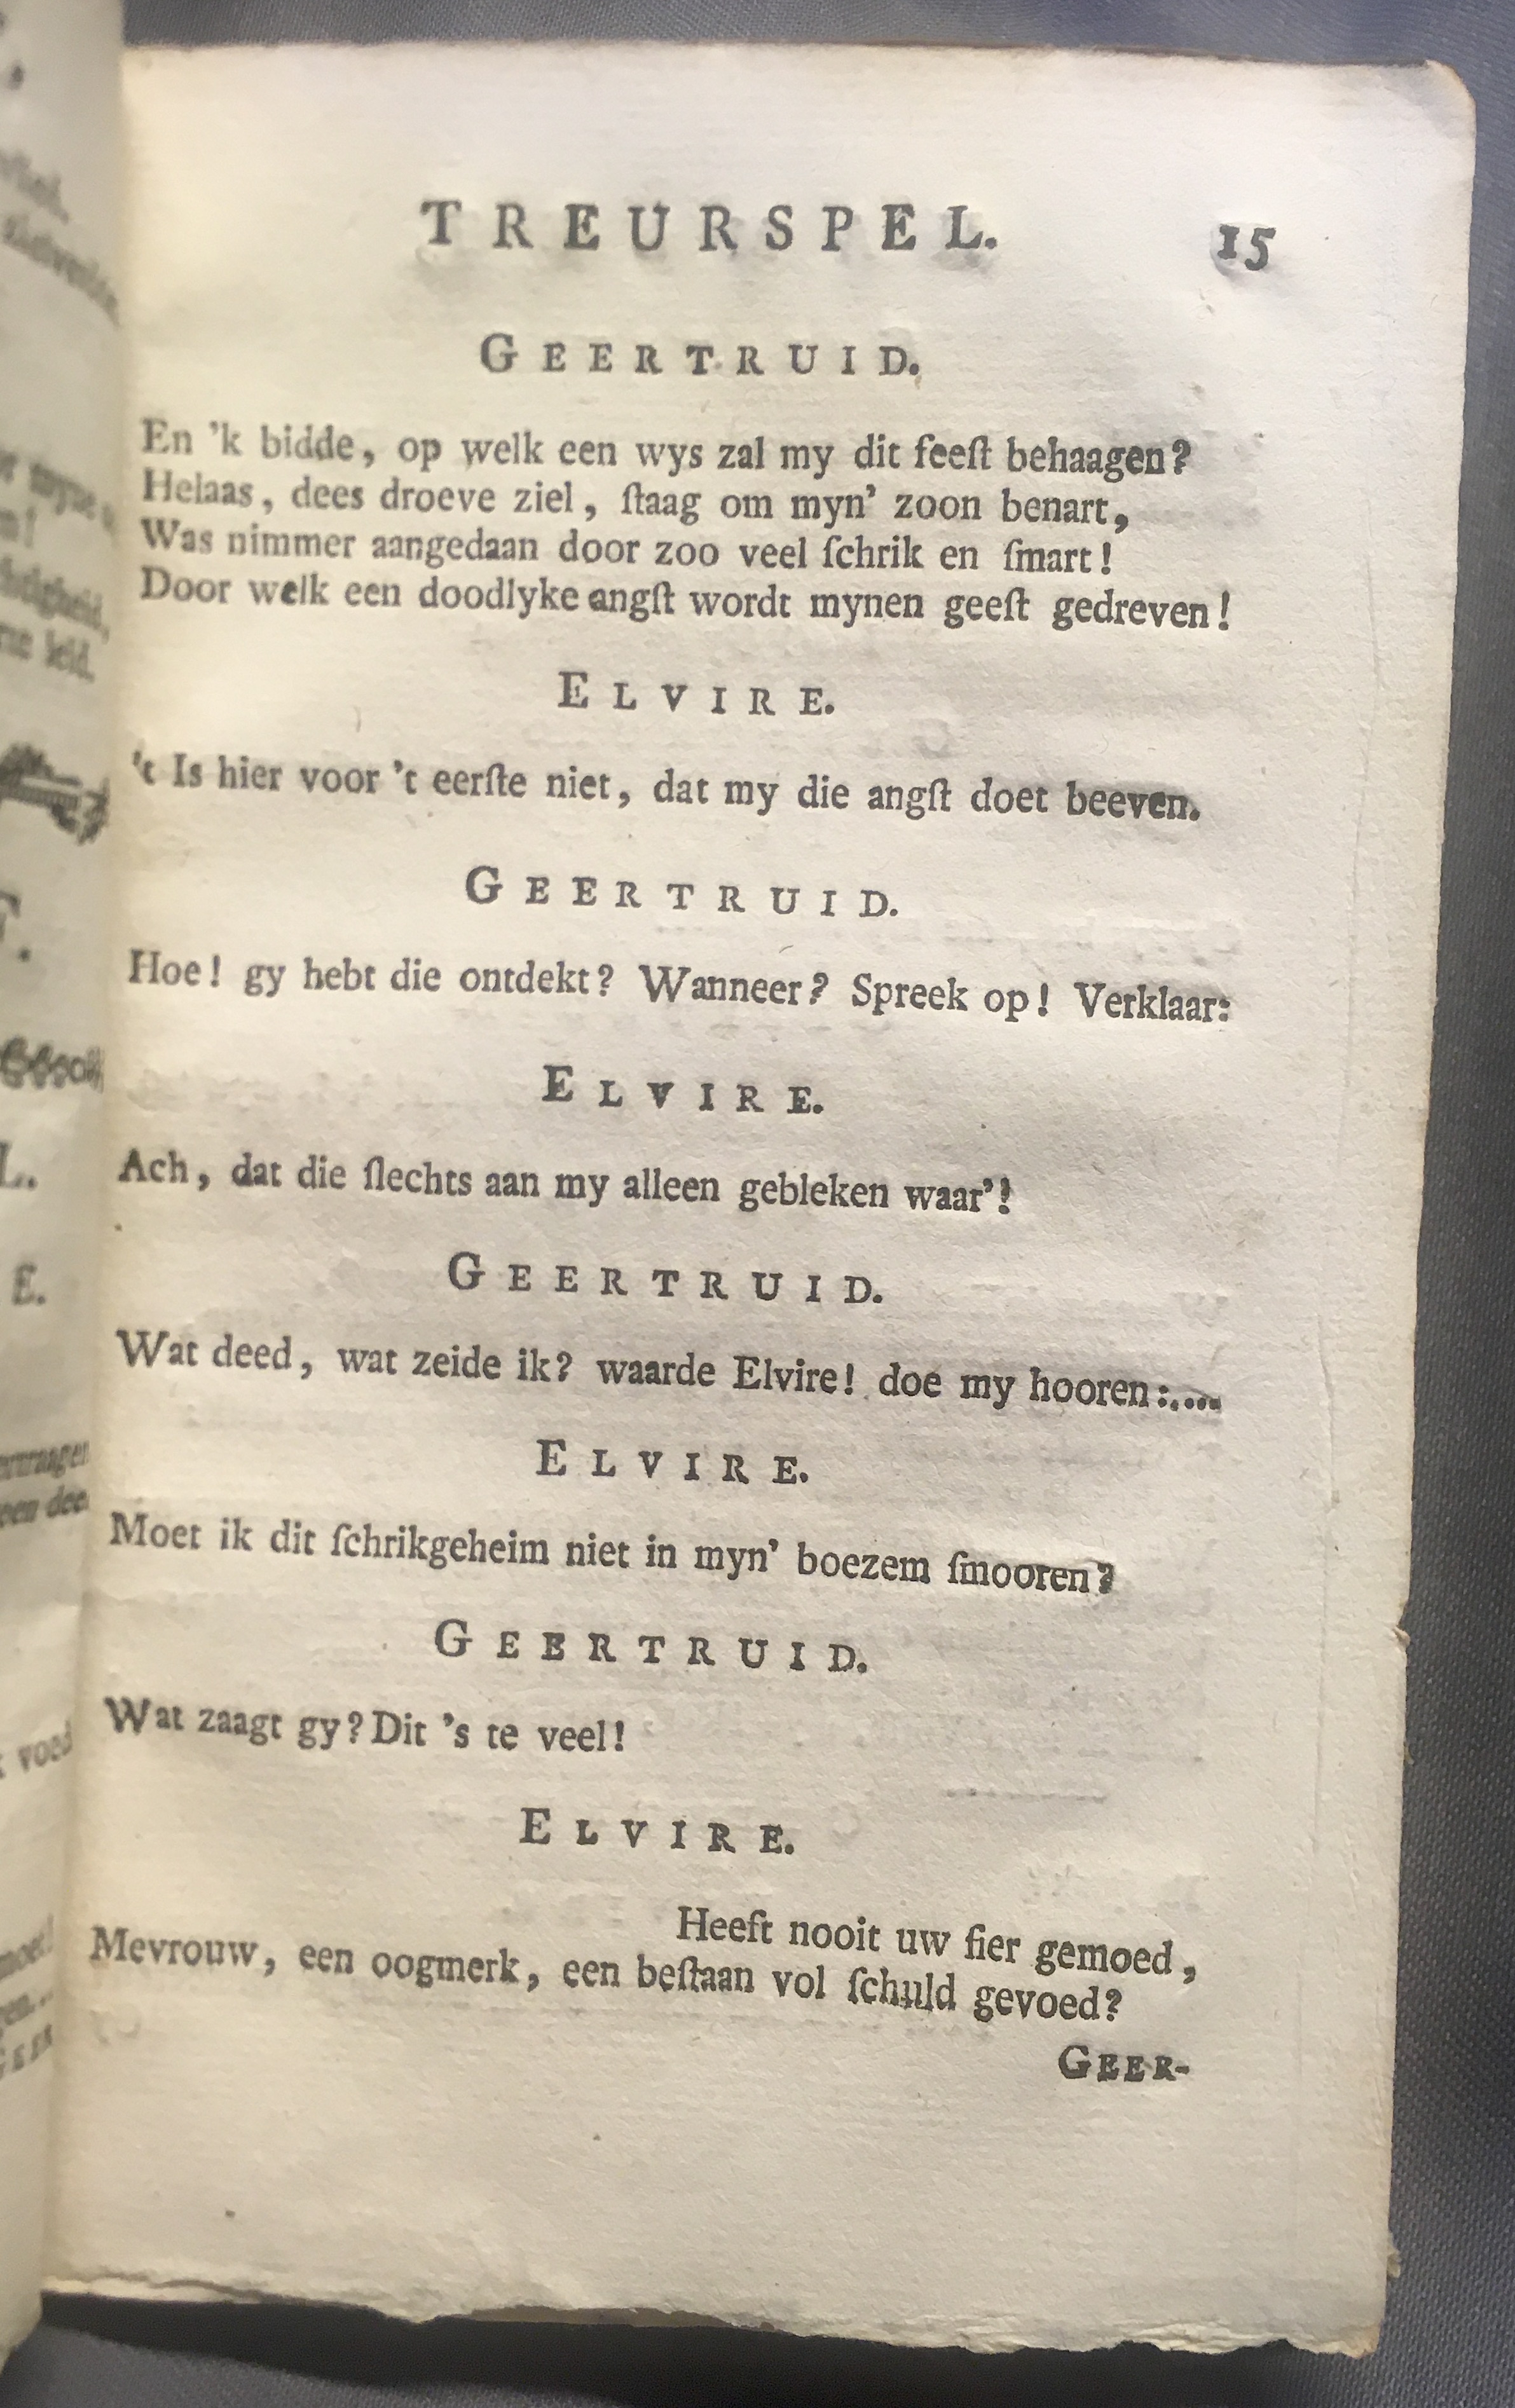 TREURSPEL. 15
GEERTRUID.
En 'k bidde, op welk een wys zal my dit feeſt behaagen?
Helaas, dees droeve ziel, ſtaag om myn' zoon benart,
Was nimmer aangedaan door zoo veel ſchrik en ſmart!
Door welk een doodlyke angſt wordt mynen geeſt gedreven!
ELVIRE.
't Is hier voor 't eerſte niet, dat my die angſt doet beeven.
GEERTRUID.
Hoe! gy hebt die ontdekt? Wanneer? Spreek op! Verklaar:
ELVIRE.
Ach, dat die ſlechts aan my alleen gebleken waar'!
GEERTRUID.
Wat deed, wat zeide ik? waarde Elvire! doe my hooren:....
ELVIRE.
Moet ik dit ſchrikgeheim niet in myn' boezem ſmooren?
GEERTRUID.
Wat zaagt gy? Dit 's te veel!
ELVIRE.
Heeft nooit uw fier gemoed,
Mevrouw, een oogmerk, een beſtaan vol ſchuld gevoed?
GEER-